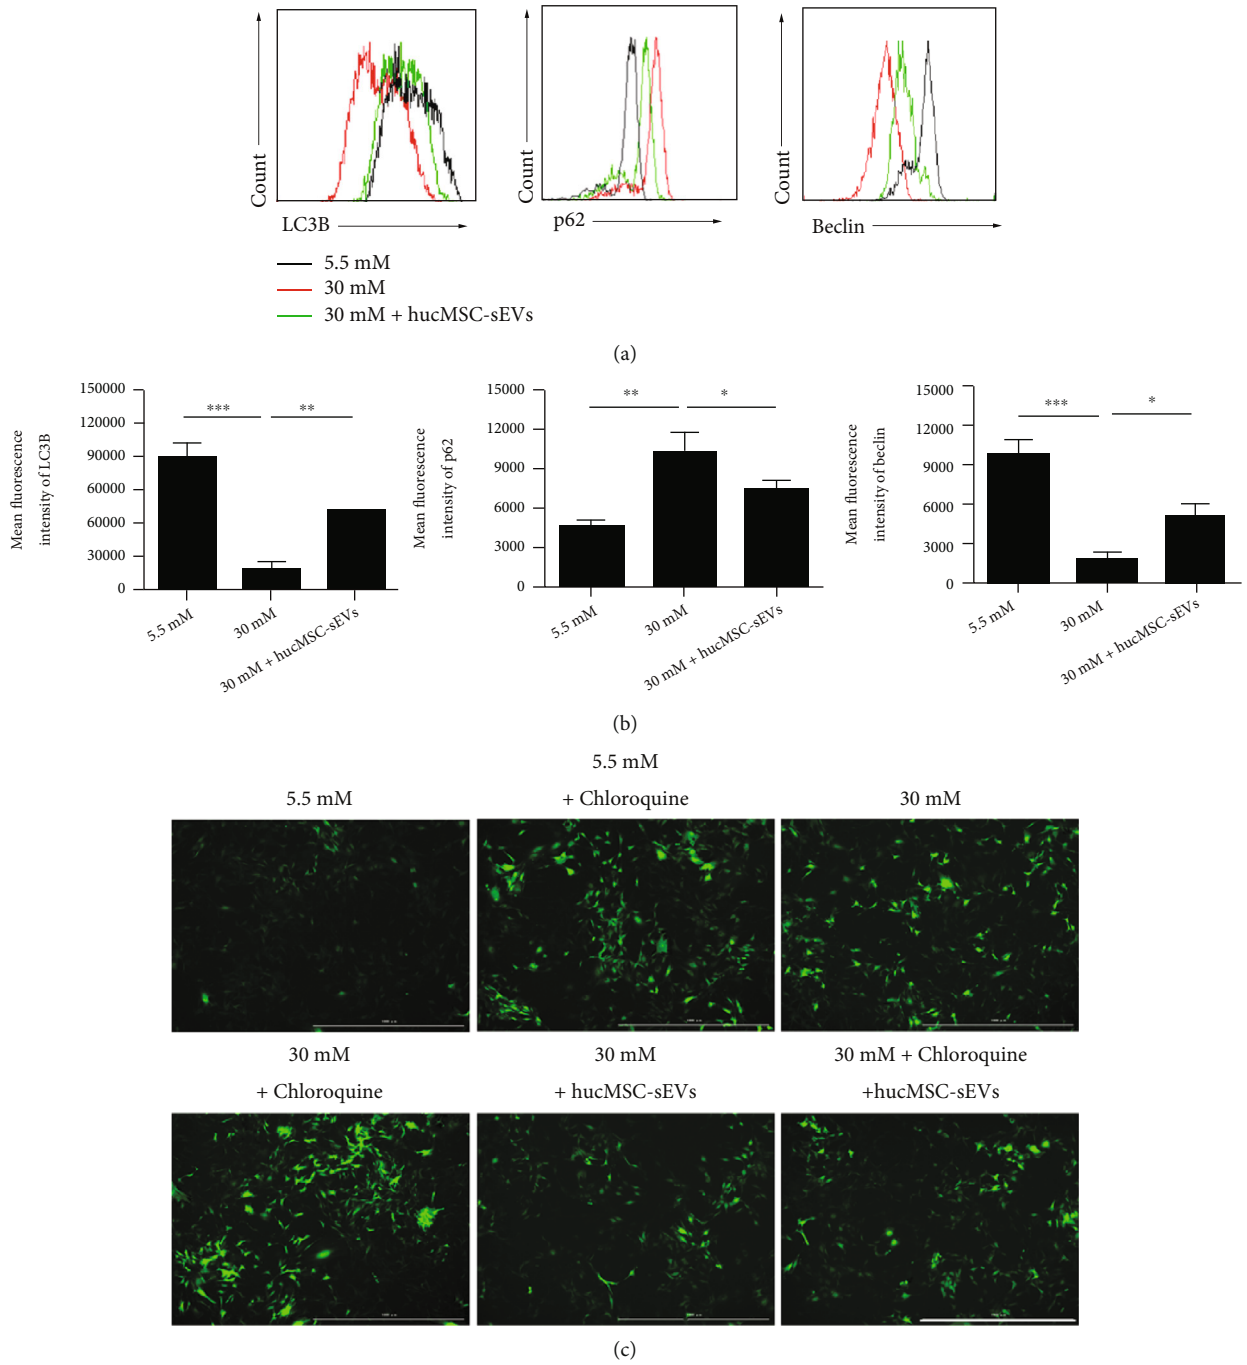 Count
LC3B
Count
p62
Count
Beclin
5.5 mM
30 mM
30 mM + hucMSC-sEVs
(a)
Mean fluorescence
intensity of LC3B
150000
120000
90000
60000
30000
0
***
**
5.5 mM
30 mM
30 mM + hucMSC-sEVs
Mean fluorescence
intensity of p62
15000
12000
9000
6000
3000
0
**
*
5.5 mM
30 mM
30 mM + hucMSC-sEVs
Mean fluorescence
intensity of beclin
15000
12000
9000
6000
3000
0
***
*
5.5 mM
30 mM
30 mM + hucMSC-sEVs
(b)
5.5 mM
5.5 mM
+ Chloroquine
30 mM
30 mM
+ Chloroquine
30 mM
+ hucMSC-sEVs
30 mM + Chloroquine
+hucMSC-sEVs
(c)